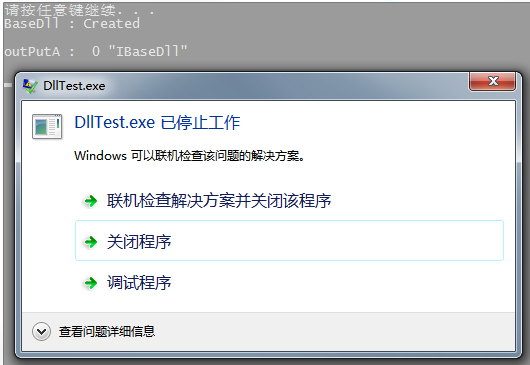 请按任意键继续. . .
BaseDll : Created
outPutA :  0 "IBaseDll"
DllTest.exe
DllTest.exe 已停止工作
Windows 可以联机检查该问题的解决方案。
联机检查解决方案并关闭该程序
关闭程序
调试程序
查看问题详细信息